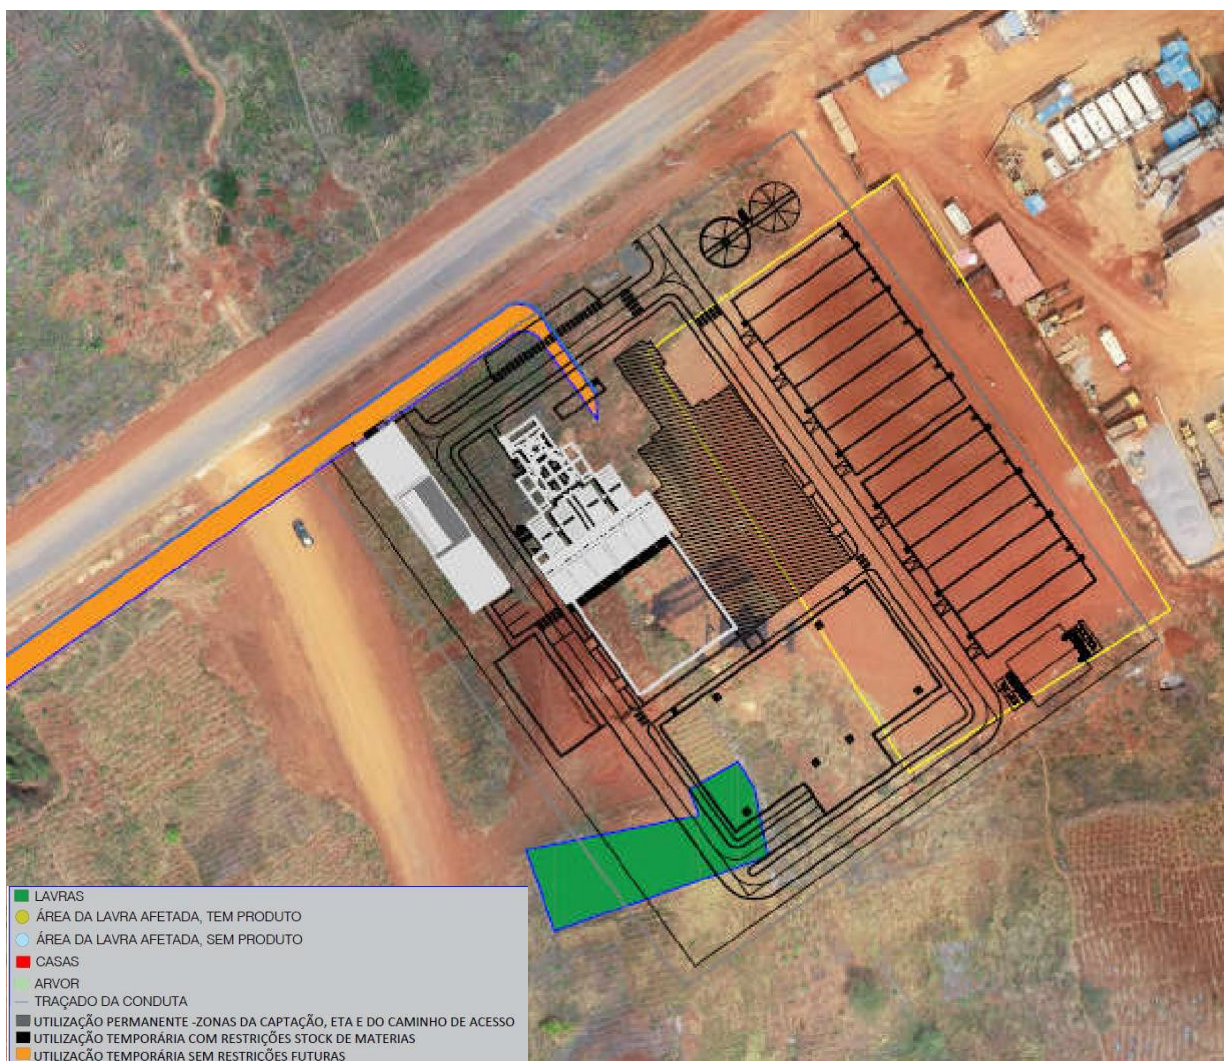 LAVRAS
ÁREA DA LAVRA AFETADA, TEM PRODUTO
ÁREA DA LAVRA AFETADA, SEM PRODUTO
CASAS
ARVOR
TRAÇADO DA CONDUTA
UTILIZAÇÃO PERMANENTE -ZONAS DA CAPTAÇÃO, ETA E DO CAMINHO DE ACESSO
UTILIZAÇÃO TEMPORÁRIA COM RESTRIÇÕES STOCK DE MATERIAS
UTILIZAÇÃO TEMPORÁRIA SEM RESTRIÇÕES FUTURAS